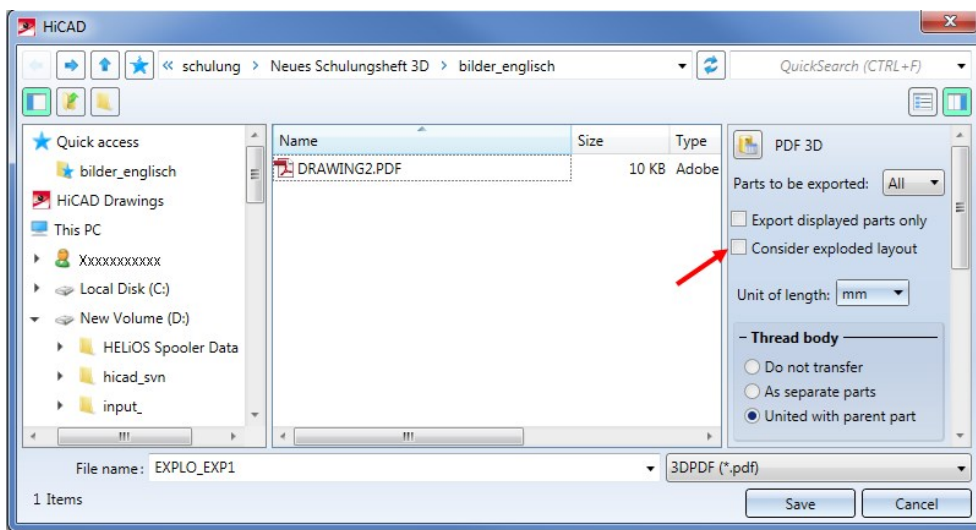 HiCAD
« schulung > Neues Schulungsheft 3D > bilder_englisch
QuickSearch (CTRL+F)
Quick access
bilder_englisch
HiCAD Drawings
This PC
Xxxxxxxxxxx
Local Disk (C:)
New Volume (D:)
HELiOS Spooler Data
hicad_svn
input_
Name Size Type
DRAWING2.PDF 10 KB Adobe
PDF 3D
Parts to be exported: All
Export displayed parts only
Consider exploded layout
Unit of length: mm
– Thread body
Do not transfer
As separate parts
United with parent part
File name: EXPLO_EXP1 3DPDF (*.pdf)
1 Items
Save Cancel